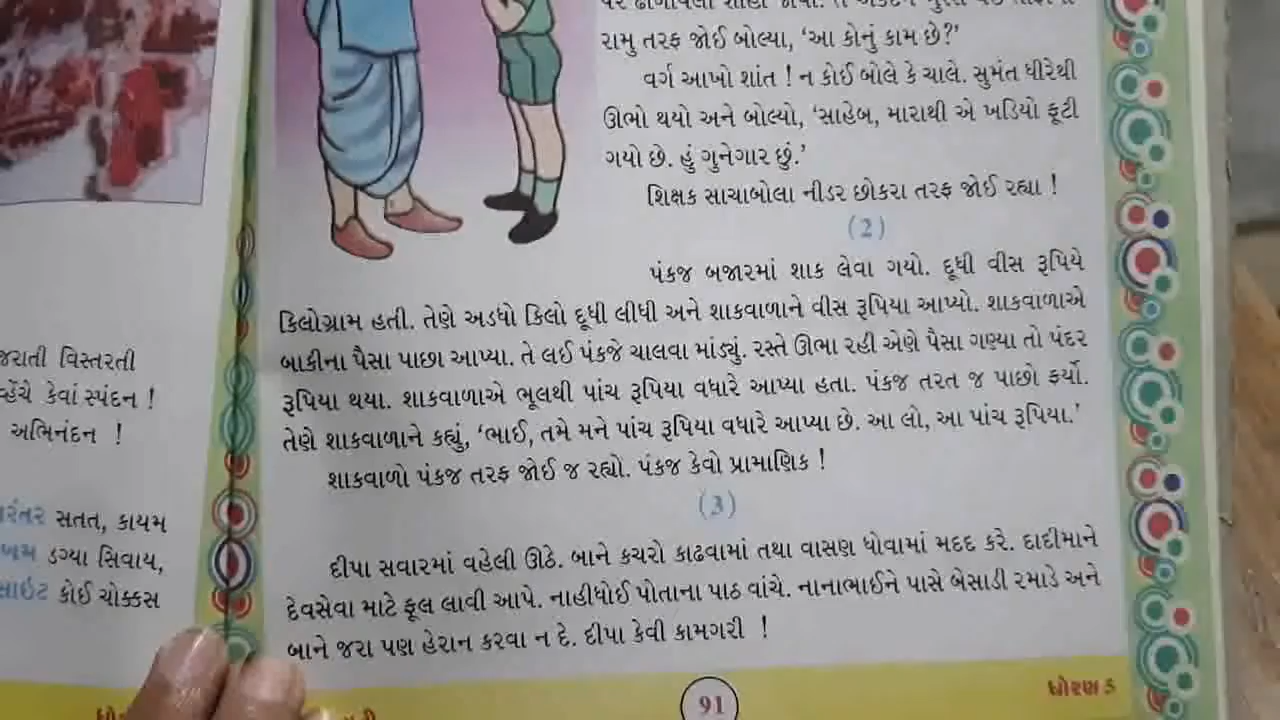 રામુ તરફ જોઈ બોલ્યા, ‘આ કોનું કામ છે?’
વર્ગ આખો શાંત ! ન કોઈ બોલે કે ચાલે. સુમંત ધીરેથી
ઊભો થયો અને બોલ્યો, ‘સાહેબ, મારાથી એ ખડિયો ફૂટી
ગયો છે. હું ગુનેગાર છું.’
શિક્ષક સાચાબોલા નીડર છોકરા તરફ જોઈ રહ્યા !
(2)
પંકજ બજારમાં શાક લેવા ગયો. દૂધી વીસ રૂપિયે
કિલોગ્રામ હતી. તેણે અડધો કિલો દૂધી લીધી અને શાકવાળાને વીસ રૂપિયા આપ્યો. શાકવાળાએ
બાકીના પૈસા પાછા આપ્યા. તે લઈ પંકજે ચાલવા માંડ્યું. રસ્તે ઊભા રહી એણે પૈસા ગણ્યા તો પંદર
રૂપિયા થયા. શાકવાળાએ ભૂલથી પાંચ રૂપિયા વધારે આપ્યા હતા. પંકજ તરત જ પાછો ફર્યો.
તેણે શાકવાળાને કહ્યું, ‘ભાઈ, તમે મને પાંચ રૂપિયા વધારે આપ્યા છે. આ લો, આ પાંચ રૂપિયા.’
શાકવાળો પંકજ તરફ જોઈ જ રહ્યો. પંકજ કેવો પ્રામાણિક !
(3)
દીપા સવારમાં વહેલી ઊઠે. બાને કચરો કાઢવામાં તથા વાસણ ધોવામાં મદદ કરે. દાદીમાને
દેવસેવા માટે ફૂલ લાવી આપે. નાહીધોઈ પોતાના પાઠ વાંચે. નાનાભાઈને પાસે બેસાડી રમાડે અને
બાને જરા પણ હેરાન કરવા ન દે. દીપા કેવી કામગરી !
91
ધોરણ 5
વિસ્તરતી
કેવાં સ્પંદન !
અભિનંદન !
સતત, કાયમ
ડગ્યા સિવાય,
કોઈ ચોક્કસ